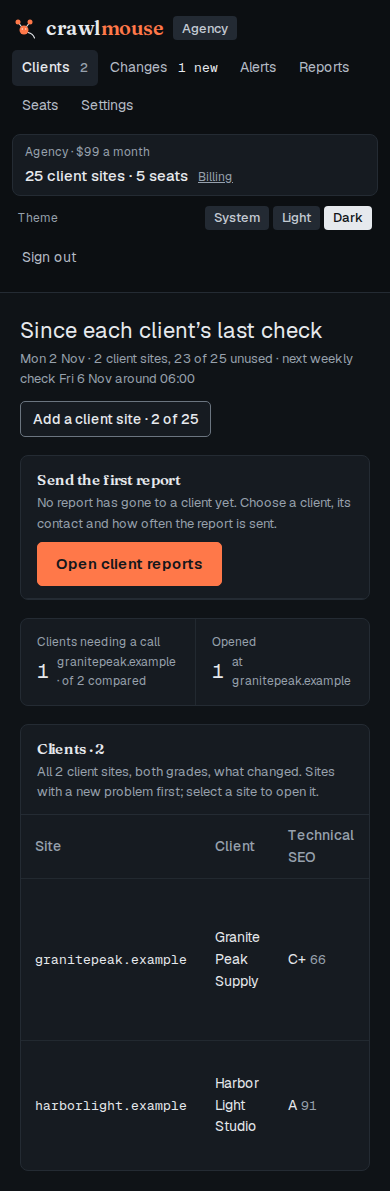 crawlmouse Agency
Clients 2 Changes 1 new Alerts Reports
Seats Settings
Agency · $99 a month
25 client sites · 5 seats Billing
Theme System Light Dark
Sign out
Since each client’s last check
Mon 2 Nov · 2 client sites, 23 of 25 unused · next weekly
check Fri 6 Nov around 06:00
Add a client site · 2 of 25
Send the first report
No report has gone to a client yet. Choose a client, its
contact and how often the report is sent.
Open client reports
Clients needing a call
1 granitepeak.example
· of 2 compared
Opened
1 at
granitepeak.example
Clients · 2
All 2 client sites, both grades, what changed. Sites
with a new problem first; select a site to open it.
Site Client Technical
SEO
granitepeak.example Granite
Peak
Supply C+ 66
harborlight.example Harbor
Light
Studio A 91